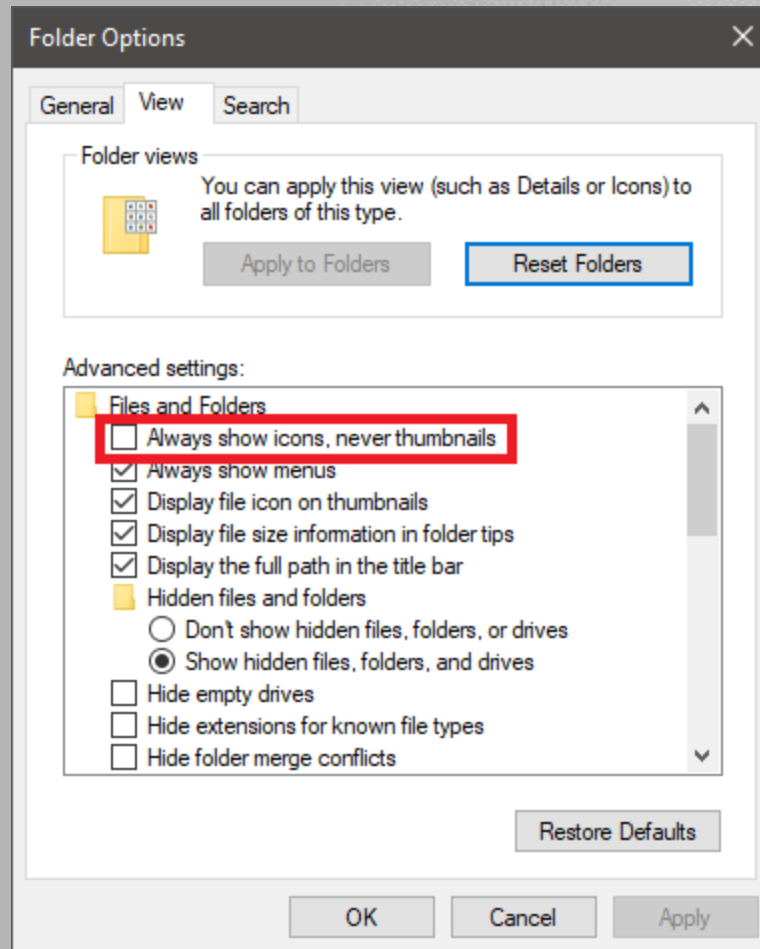 Folder Options
General View Search
Folder views
You can apply this view (such as Details or Icons) to
all folders of this type.
Apply to Folders Reset Folders
Advanced settings:
Files and Folders
Always show icons, never thumbnails
Always show menus
Display file icon on thumbnails
Display file size information in folder tips
Display the full path in the title bar
Hidden files and folders
Don't show hidden files, folders, or drives
Show hidden files, folders, and drives
Hide empty drives
Hide extensions for known file types
Hide folder merge conflicts
Restore Defaults
OK Cancel Apply